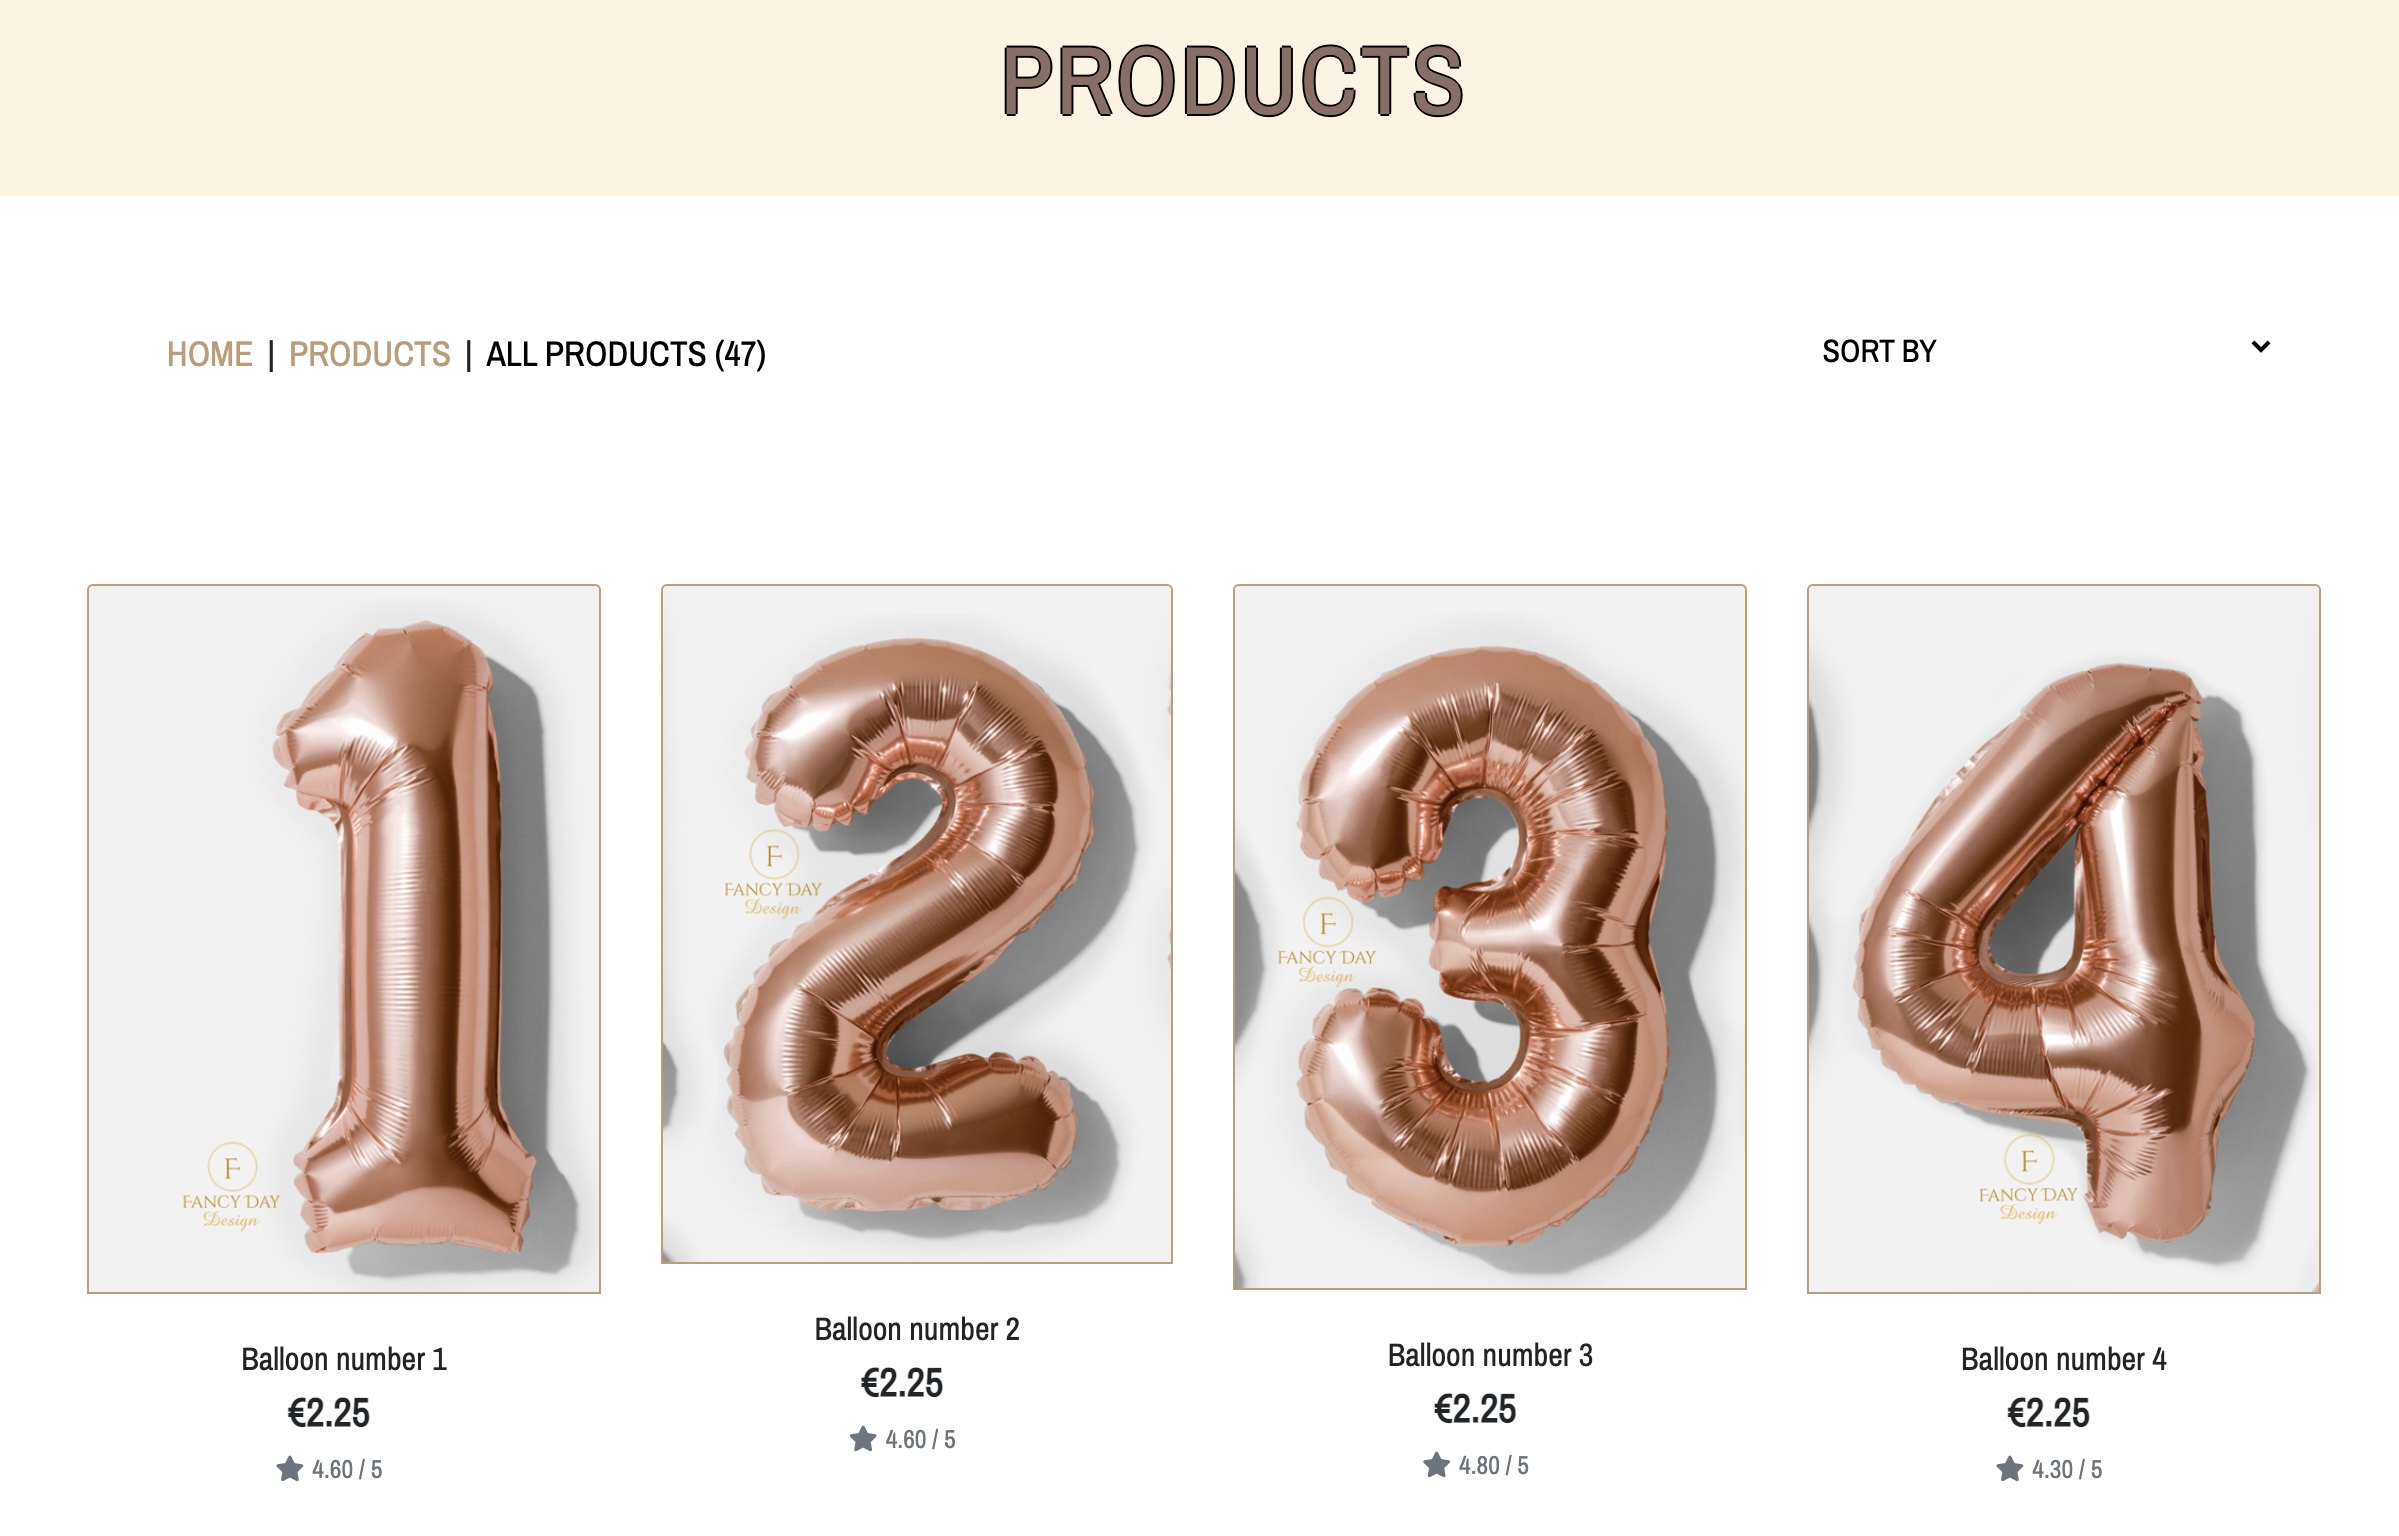 PRODUCTS
HOME | PRODUCTS | ALL PRODUCTS (47)
SORT BY
F
FANCY DAY
Design
F
FANCY DAY
Design
F
FANCY DAY
Design
F
FANCY DAY
Design
Balloon number 1
€2.25
4.60 / 5
Balloon number 2
€2.25
4.60 / 5
Balloon number 3
€2.25
4.80 / 5
Balloon number 4
€2.25
4.30 / 5